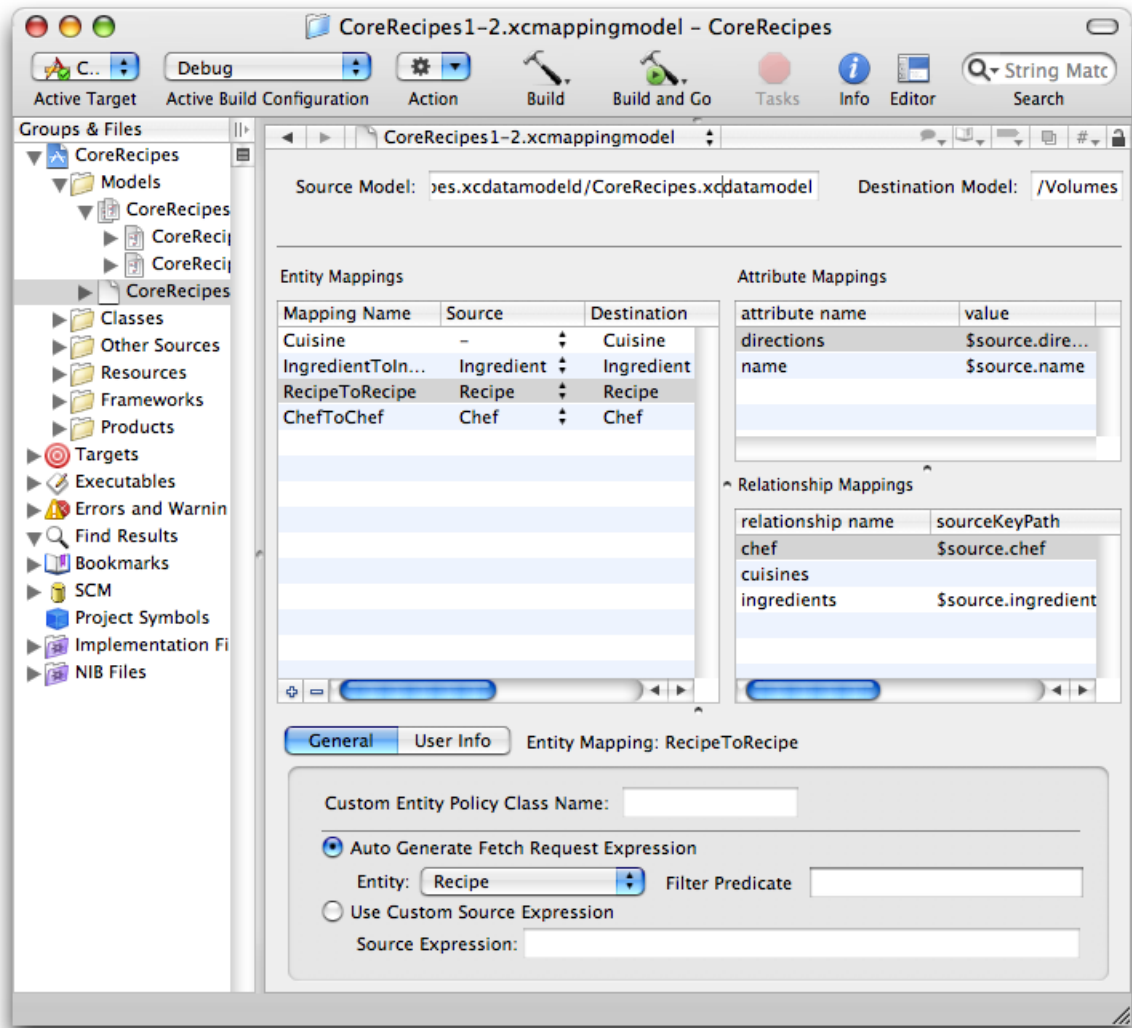 CoreRecipes1-2.xcmappingmodel – CoreRecipes
C..
Debug
String Matc
Active Target
Active Build Configuration
Action
Build
Build and Go
Tasks
Info
Editor
Search
Groups & Files
CoreRecipes
Models
CoreRecipes
CoreRecip
CoreRecip
CoreRecipes
Classes
Other Sources
Resources
Frameworks
Products
Targets
Executables
Errors and Warnin
Find Results
Bookmarks
SCM
Project Symbols
Implementation Fi
NIB Files
CoreRecipes1-2.xcmappingmodel
#
Source Model: pes.xcdatamodeld/CoreRecipes.xcdatamodel
Destination Model: /Volumes
Entity Mappings
Mapping Name Source Destination
Cuisine – Cuisine
IngredientToIn... Ingredient Ingredient
RecipeToRecipe Recipe Recipe
ChefToChef Chef Chef
Attribute Mappings
attribute name value
directions $source.dire...
name $source.name
Relationship Mappings
relationship name sourceKeyPath
chef $source.chef
cuisines
ingredients $source.ingredient
General User Info Entity Mapping: RecipeToRecipe
Custom Entity Policy Class Name:
Auto Generate Fetch Request Expression
Entity: Recipe Filter Predicate
Use Custom Source Expression
Source Expression: